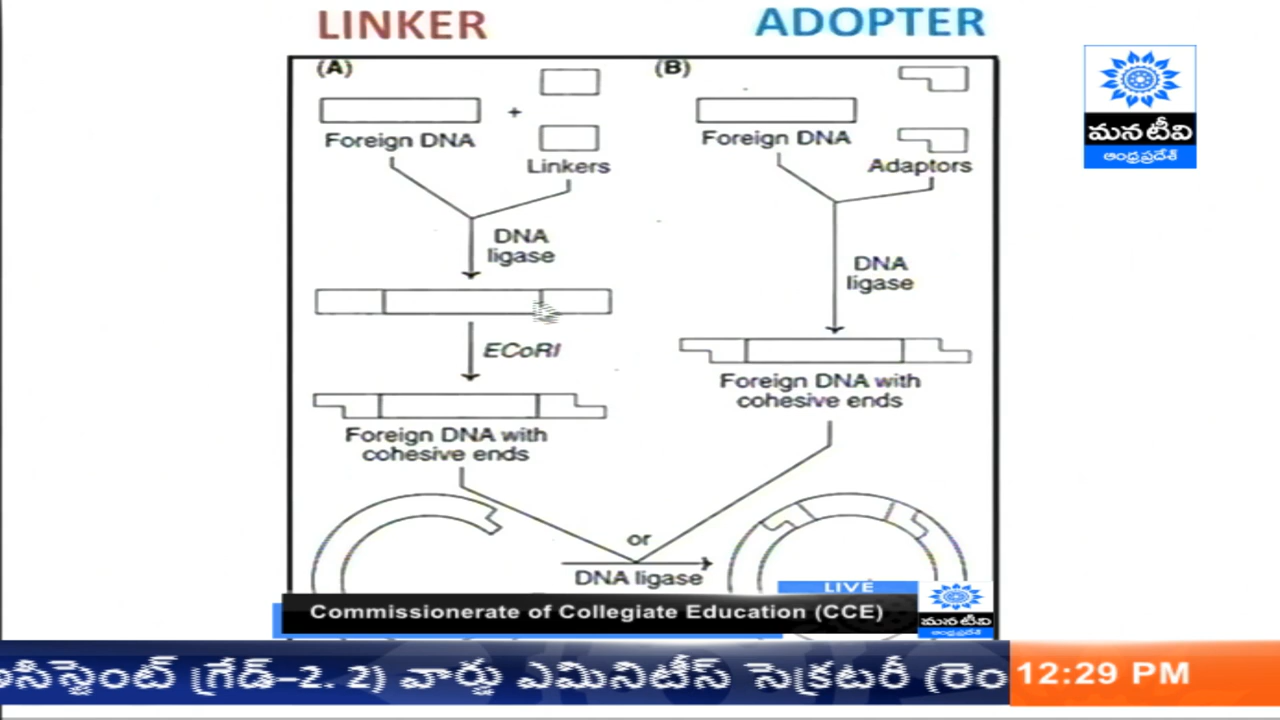 LINKER
ADOPTER
(A)
(B)
+
Foreign DNA
Linkers
Foreign DNA
Adaptors
DNA
ligase
DNA
ligase
ECoRI
Foreign DNA with
cohesive ends
Foreign DNA with
cohesive ends
or
DNA ligase
మన టీవి
ఆంధ్రప్రదేశ్
LIVE
Commissionerate of Collegiate Education (CCE)
మన టీవి
ఆంధ్రప్రదేశ్
గ్రేడ్-2. 2) వార్డు ఎమినిటీస్ సెక్రటరీ
12:29 PM